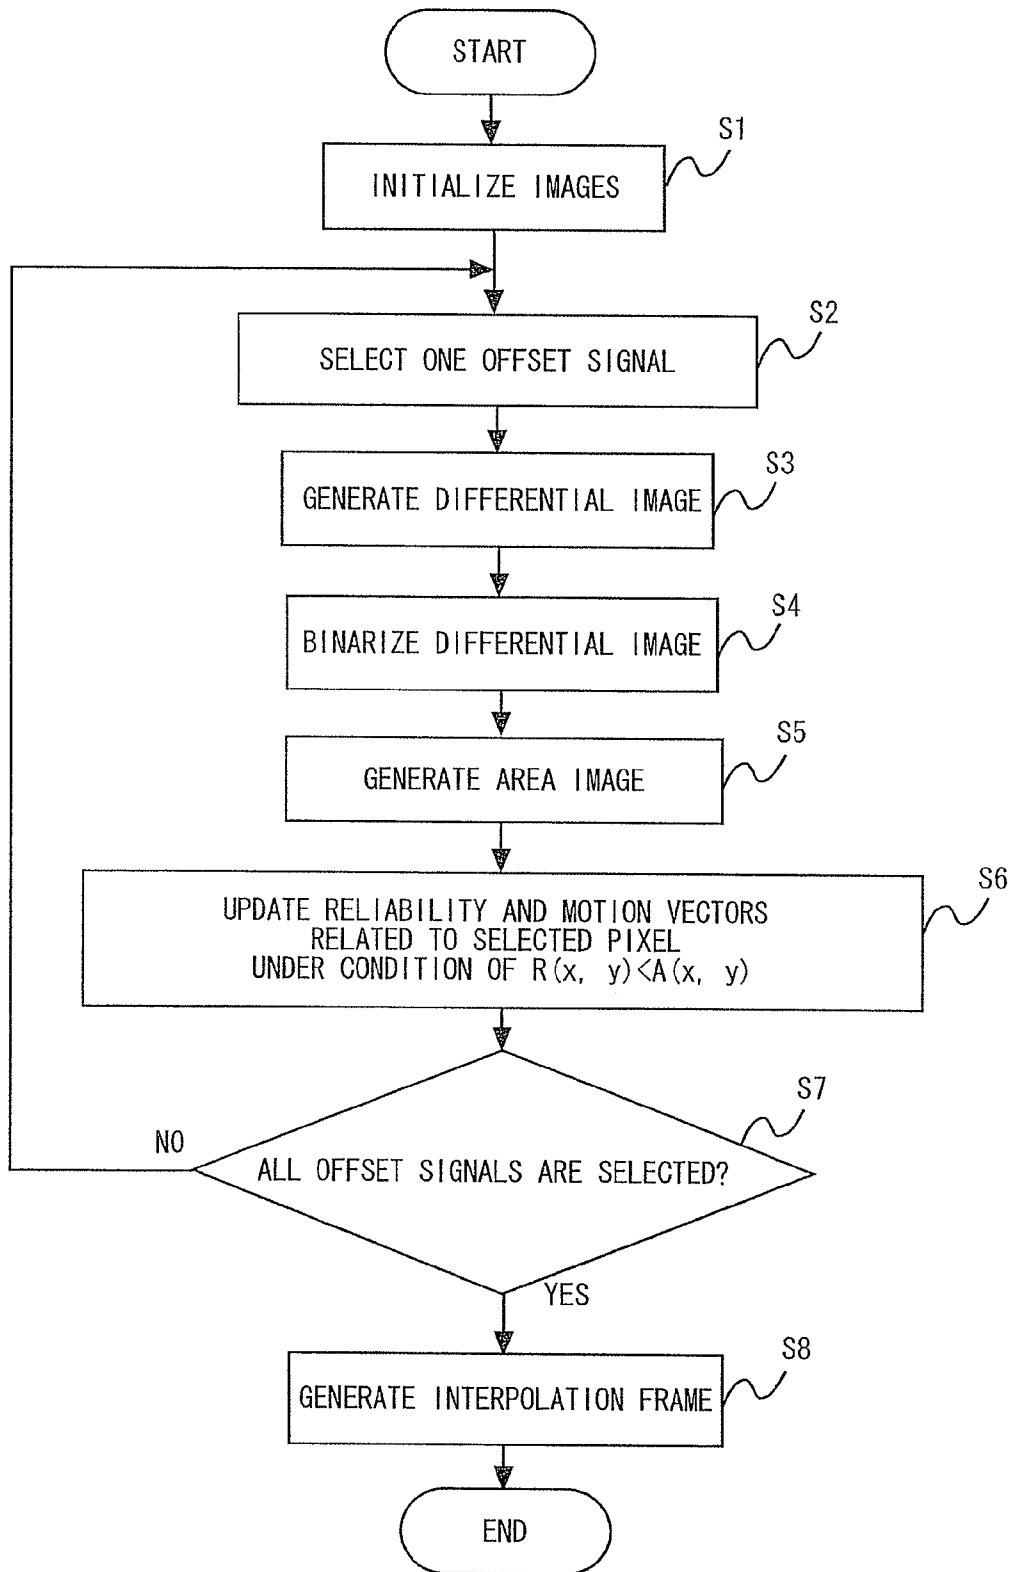 START
S1
INITIALIZE IMAGES
S2
SELECT ONE OFFSET SIGNAL
S3
GENERATE DIFFERENTIAL IMAGE
S4
BINARIZE DIFFERENTIAL IMAGE
S5
GENERATE AREA IMAGE
S6
UPDATE RELIABILITY AND MOTION VECTORS
RELATED TO SELECTED PIXEL
UNDER CONDITION OF R(x, y)<A(x, y)
S7
NO
ALL OFFSET SIGNALS ARE SELECTED?
YES
S8
GENERATE INTERPOLATION FRAME
END